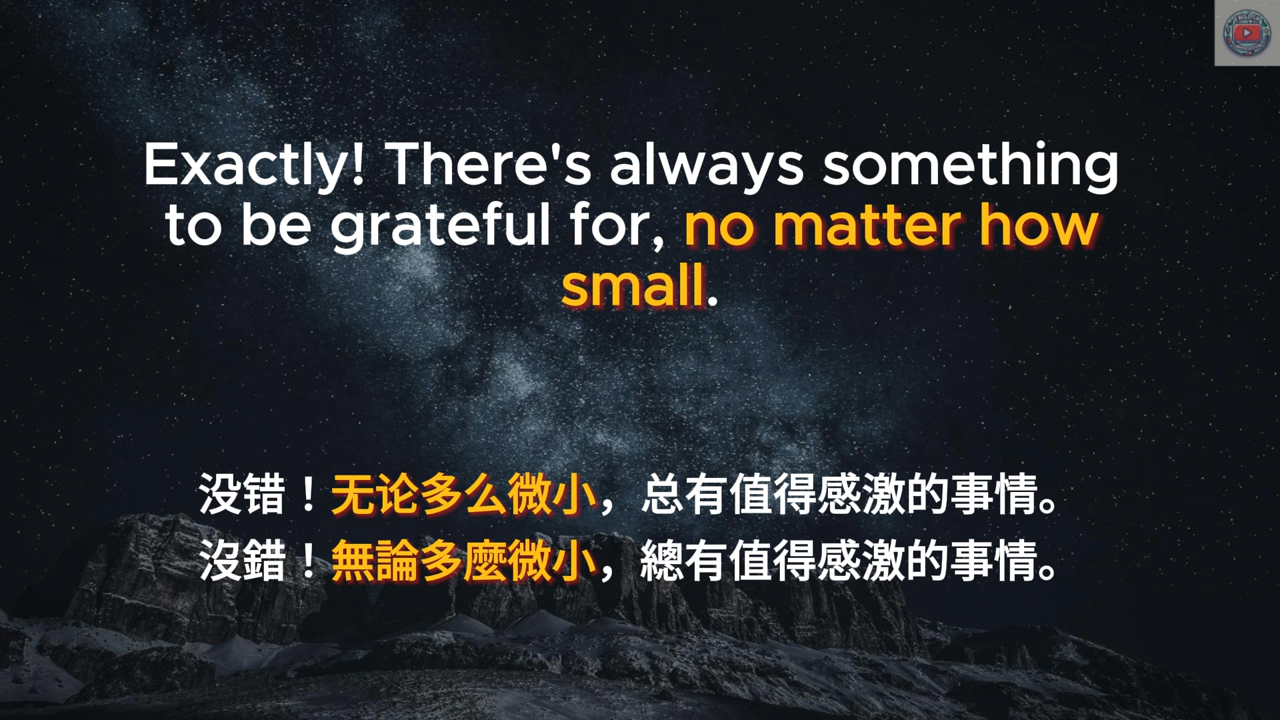 Exactly! There's always something
to be grateful for, no matter how
small.
没错！无论多么微小，总有值得感激的事情。
沒錯！無論多麼微小，總有值得感激的事情。